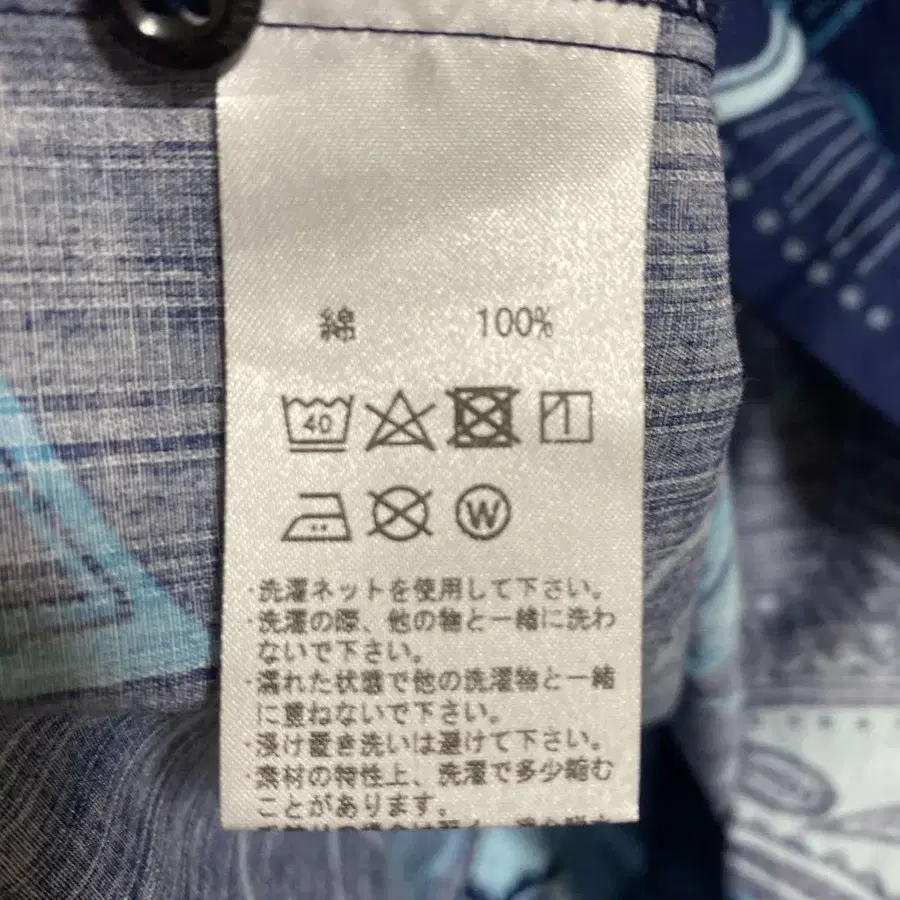 綿 100%
40
W
・洗濯ネットを使用して下さい。
・洗濯の際、他の物と一緒に洗わ
ないで下さい。
・濡れた状態で他の洗濯物と一緒
に重ねないで下さい。
・浸け置き洗いは避けて下さい。
・素材の特性上、洗濯で多少縮む
ことがあります。